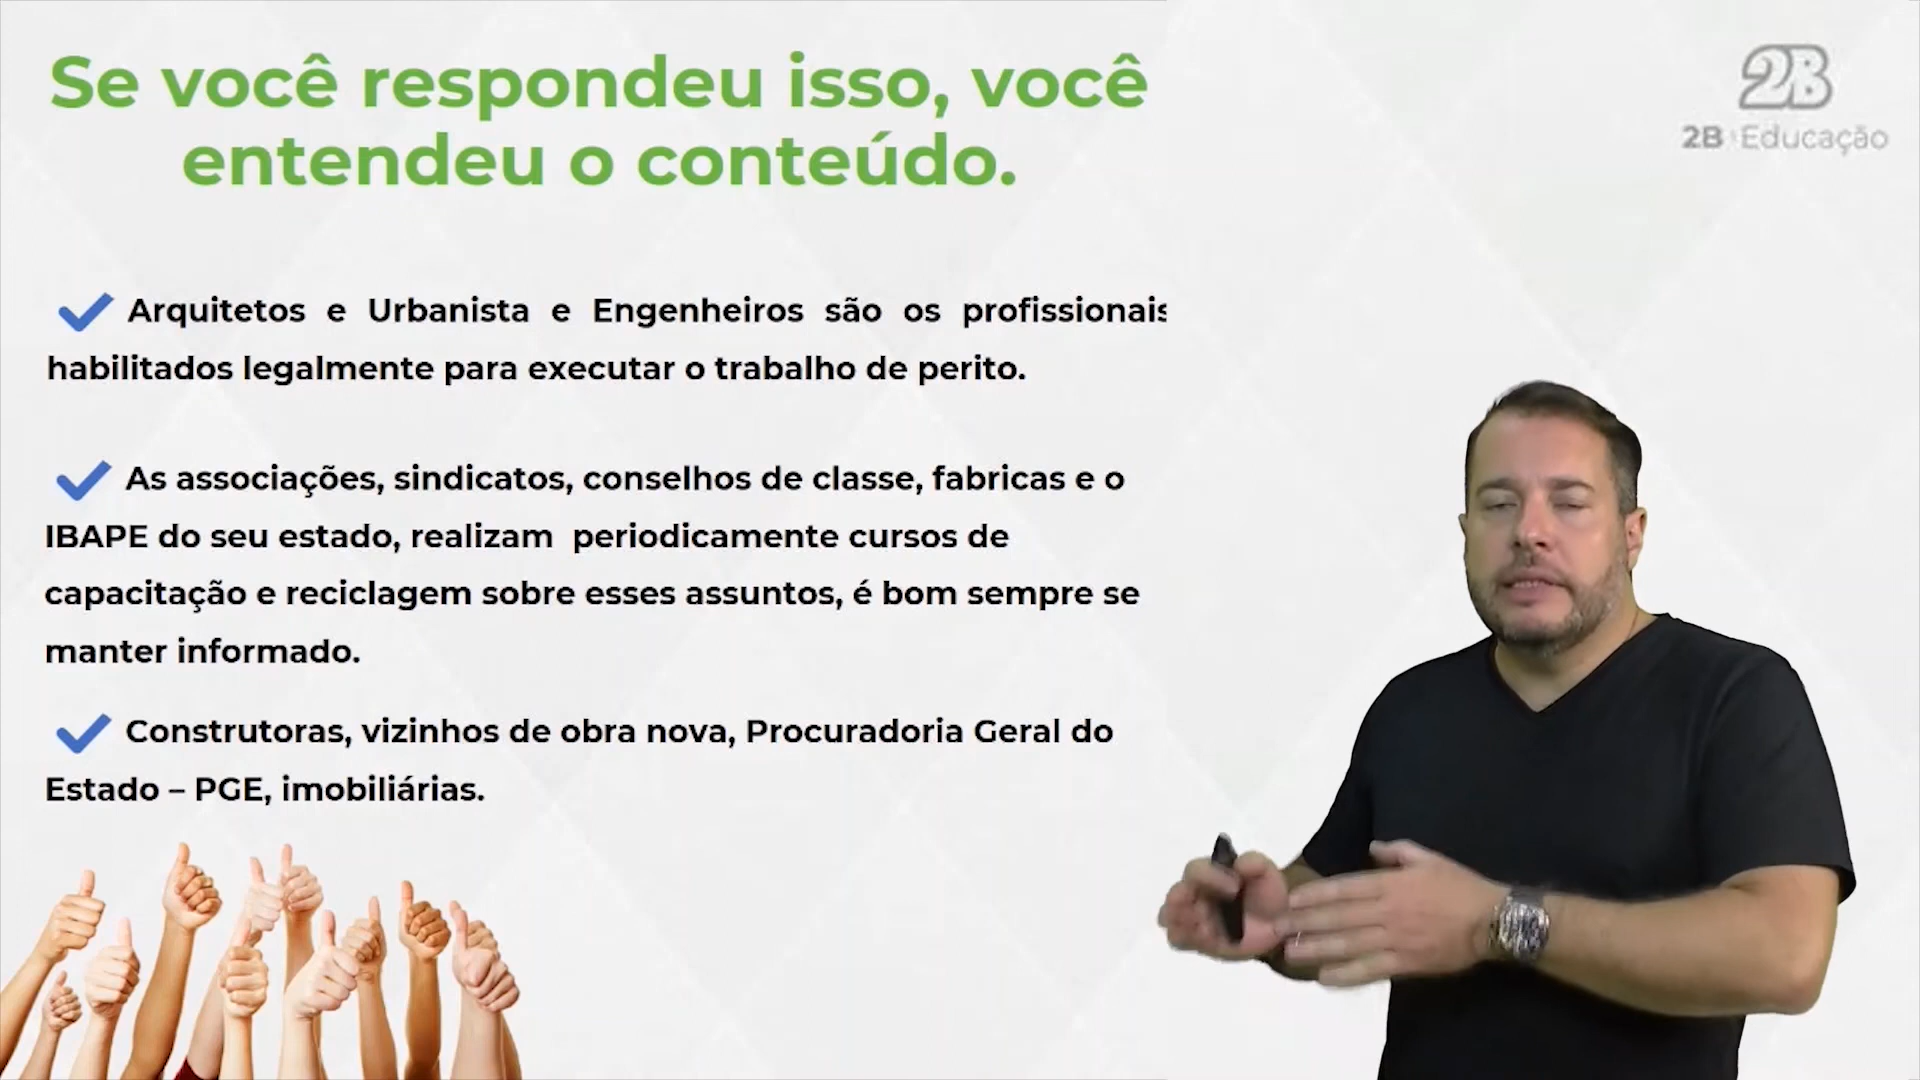 Se você respondeu isso, você
entendeu o conteúdo.
2B
2B Educação
Arquitetos e Urbanista e Engenheiros são os profissionais
habilitados legalmente para executar o trabalho de perito.
As associações, sindicatos, conselhos de classe, fabricas e o
IBAPE do seu estado, realizam periodicamente cursos de
capacitação e reciclagem sobre esses assuntos, é bom sempre se
manter informado.
Construtoras, vizinhos de obra nova, Procuradoria Geral do
Estado – PGE, imobiliárias.